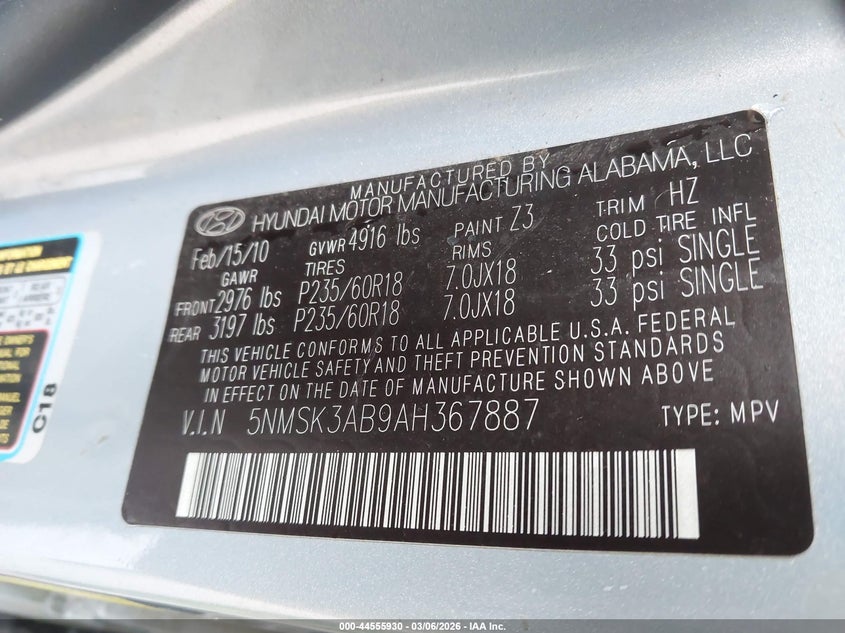 MANUFACTURED BY
HYUNDAI MOTOR MANUFACTURING ALABAMA, LLC
Feb/15/10 GVWR 4916 lbs PAINT Z3 TRIM HZ
GAWR TIRES RIMS COLD TIRE INFL
FRONT 2976 lbs P235/60R18 7.0JX18 33 psi SINGLE
REAR 3197 lbs P235/60R18 7.0JX18 33 psi SINGLE
THIS VEHICLE CONFORMS TO ALL APPLICABLE U.S.A. FEDERAL
MOTOR VEHICLE SAFETY AND THEFT PREVENTION STANDARDS
IN EFFECT ON THE DATE OF MANUFACTURE SHOWN ABOVE
V.I.N 5NMSK3AB9AH367887 TYPE: MPV
C18
000-44555930 - 03/06/2026 - IAA Inc.